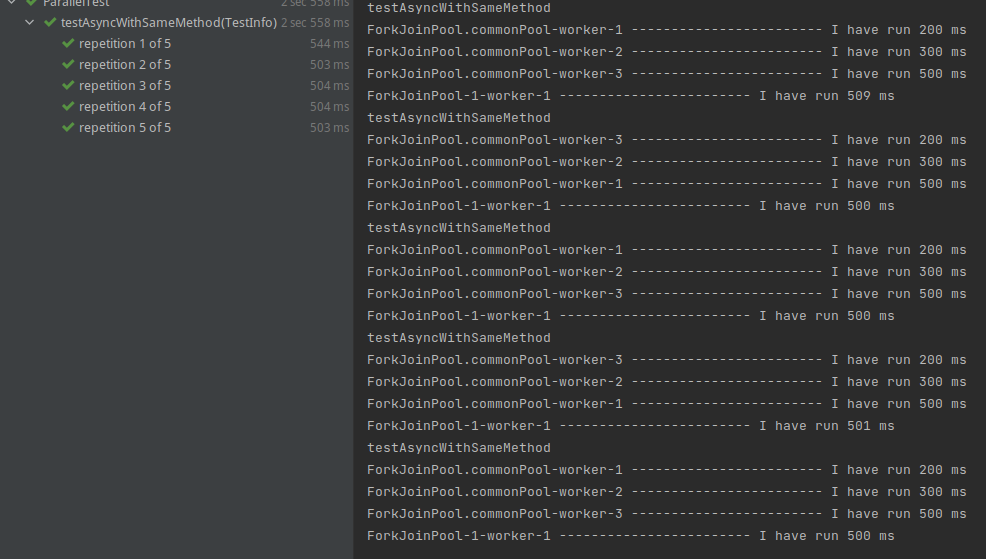 ParallelTest 2 sec 558 ms
testAsyncWithSameMethod(TestInfo) 2 sec 558 ms
repetition 1 of 5 544 ms
repetition 2 of 5 503 ms
repetition 3 of 5 504 ms
repetition 4 of 5 504 ms
repetition 5 of 5 503 ms
testAsyncWithSameMethod
ForkJoinPool.commonPool-worker-1 ------------------------ I have run 200 ms
ForkJoinPool.commonPool-worker-2 ------------------------ I have run 300 ms
ForkJoinPool.commonPool-worker-3 ------------------------ I have run 500 ms
ForkJoinPool-1-worker-1 ------------------------ I have run 509 ms
testAsyncWithSameMethod
ForkJoinPool.commonPool-worker-3 ------------------------ I have run 200 ms
ForkJoinPool.commonPool-worker-2 ------------------------ I have run 300 ms
ForkJoinPool.commonPool-worker-1 ------------------------ I have run 500 ms
ForkJoinPool-1-worker-1 ------------------------ I have run 500 ms
testAsyncWithSameMethod
ForkJoinPool.commonPool-worker-1 ------------------------ I have run 200 ms
ForkJoinPool.commonPool-worker-2 ------------------------ I have run 300 ms
ForkJoinPool.commonPool-worker-3 ------------------------ I have run 500 ms
ForkJoinPool-1-worker-1 ------------------------ I have run 500 ms
testAsyncWithSameMethod
ForkJoinPool.commonPool-worker-3 ------------------------ I have run 200 ms
ForkJoinPool.commonPool-worker-2 ------------------------ I have run 300 ms
ForkJoinPool.commonPool-worker-1 ------------------------ I have run 500 ms
ForkJoinPool-1-worker-1 ------------------------ I have run 501 ms
testAsyncWithSameMethod
ForkJoinPool.commonPool-worker-1 ------------------------ I have run 200 ms
ForkJoinPool.commonPool-worker-2 ------------------------ I have run 300 ms
ForkJoinPool.commonPool-worker-3 ------------------------ I have run 500 ms
ForkJoinPool-1-worker-1 ------------------------ I have run 500 ms